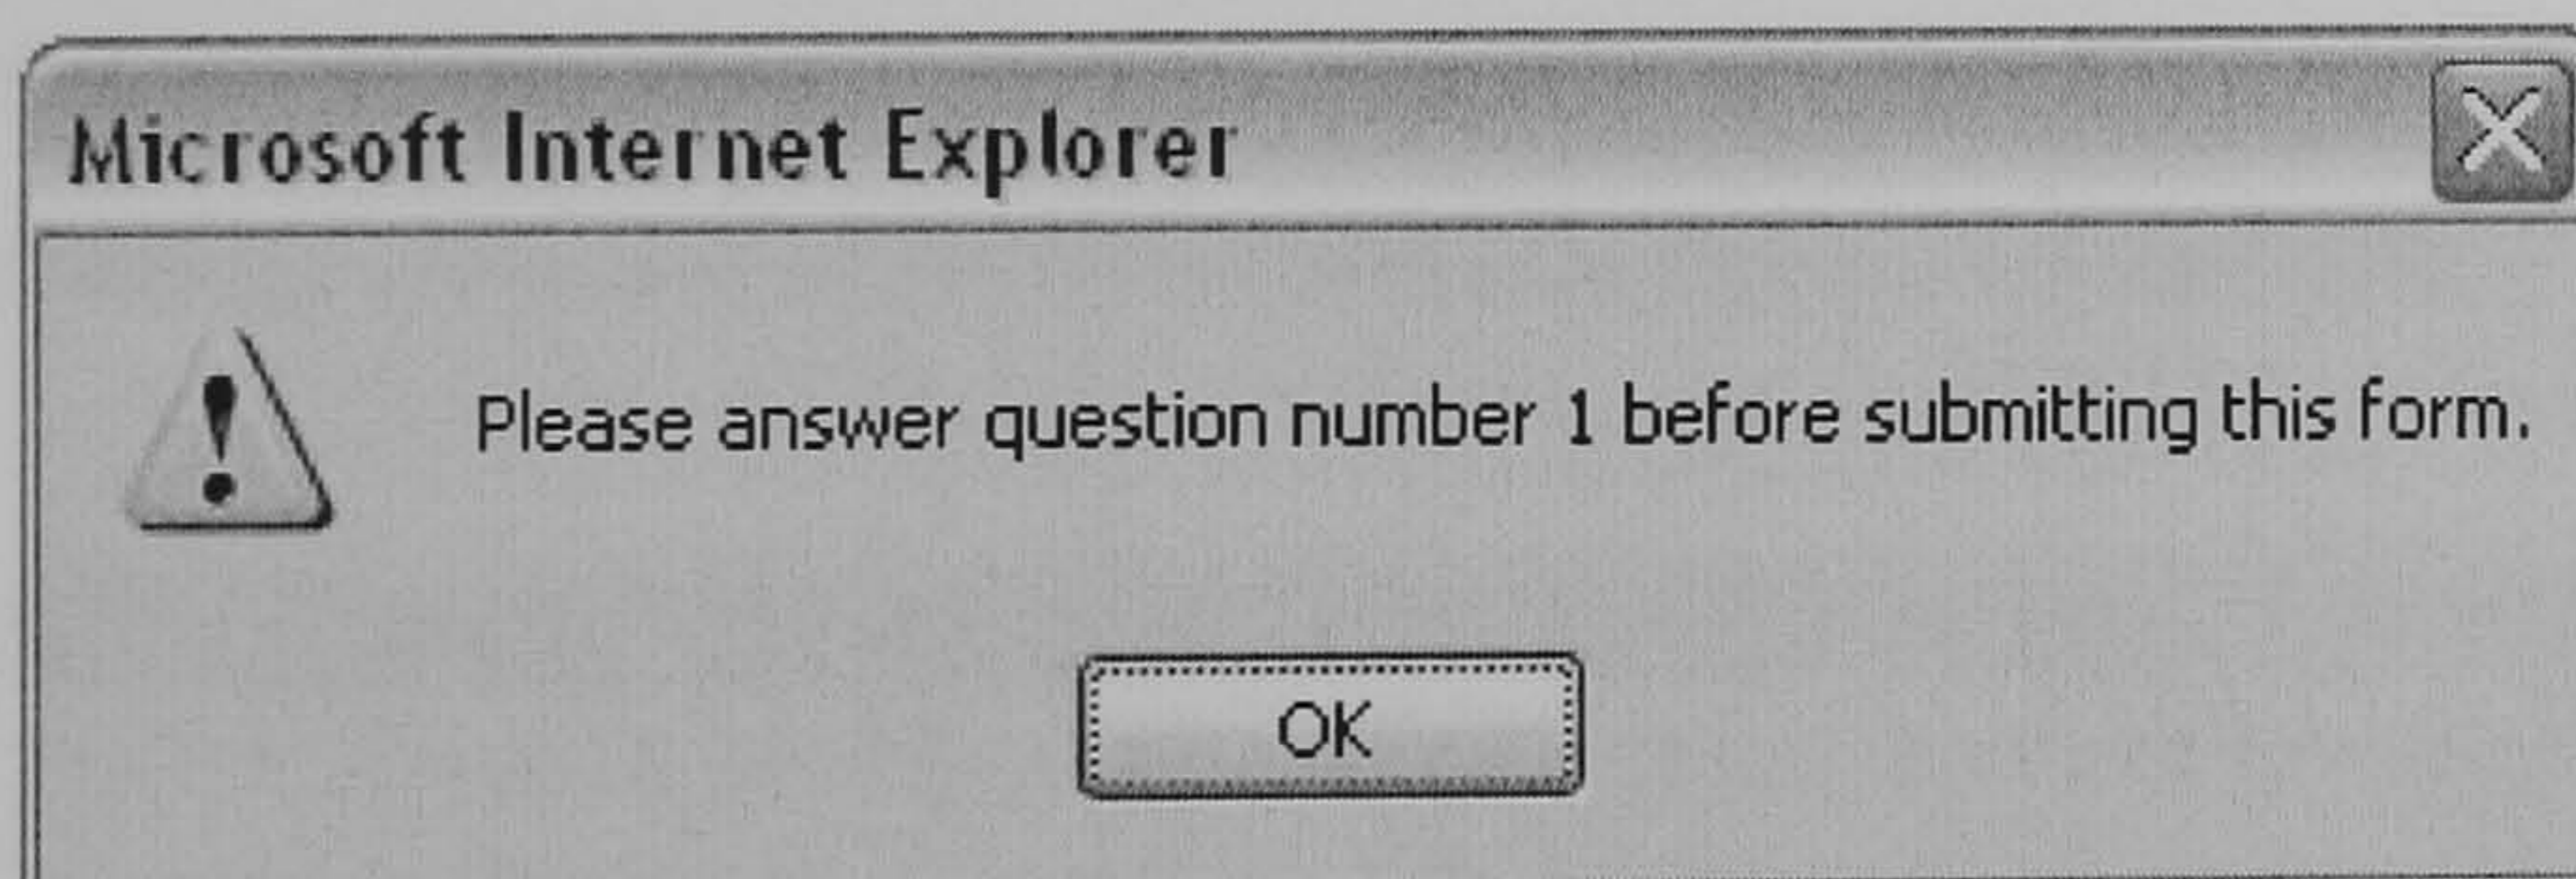 Microsoft Internet Explorer
Please answer question number 1 before submitting this form.
OK